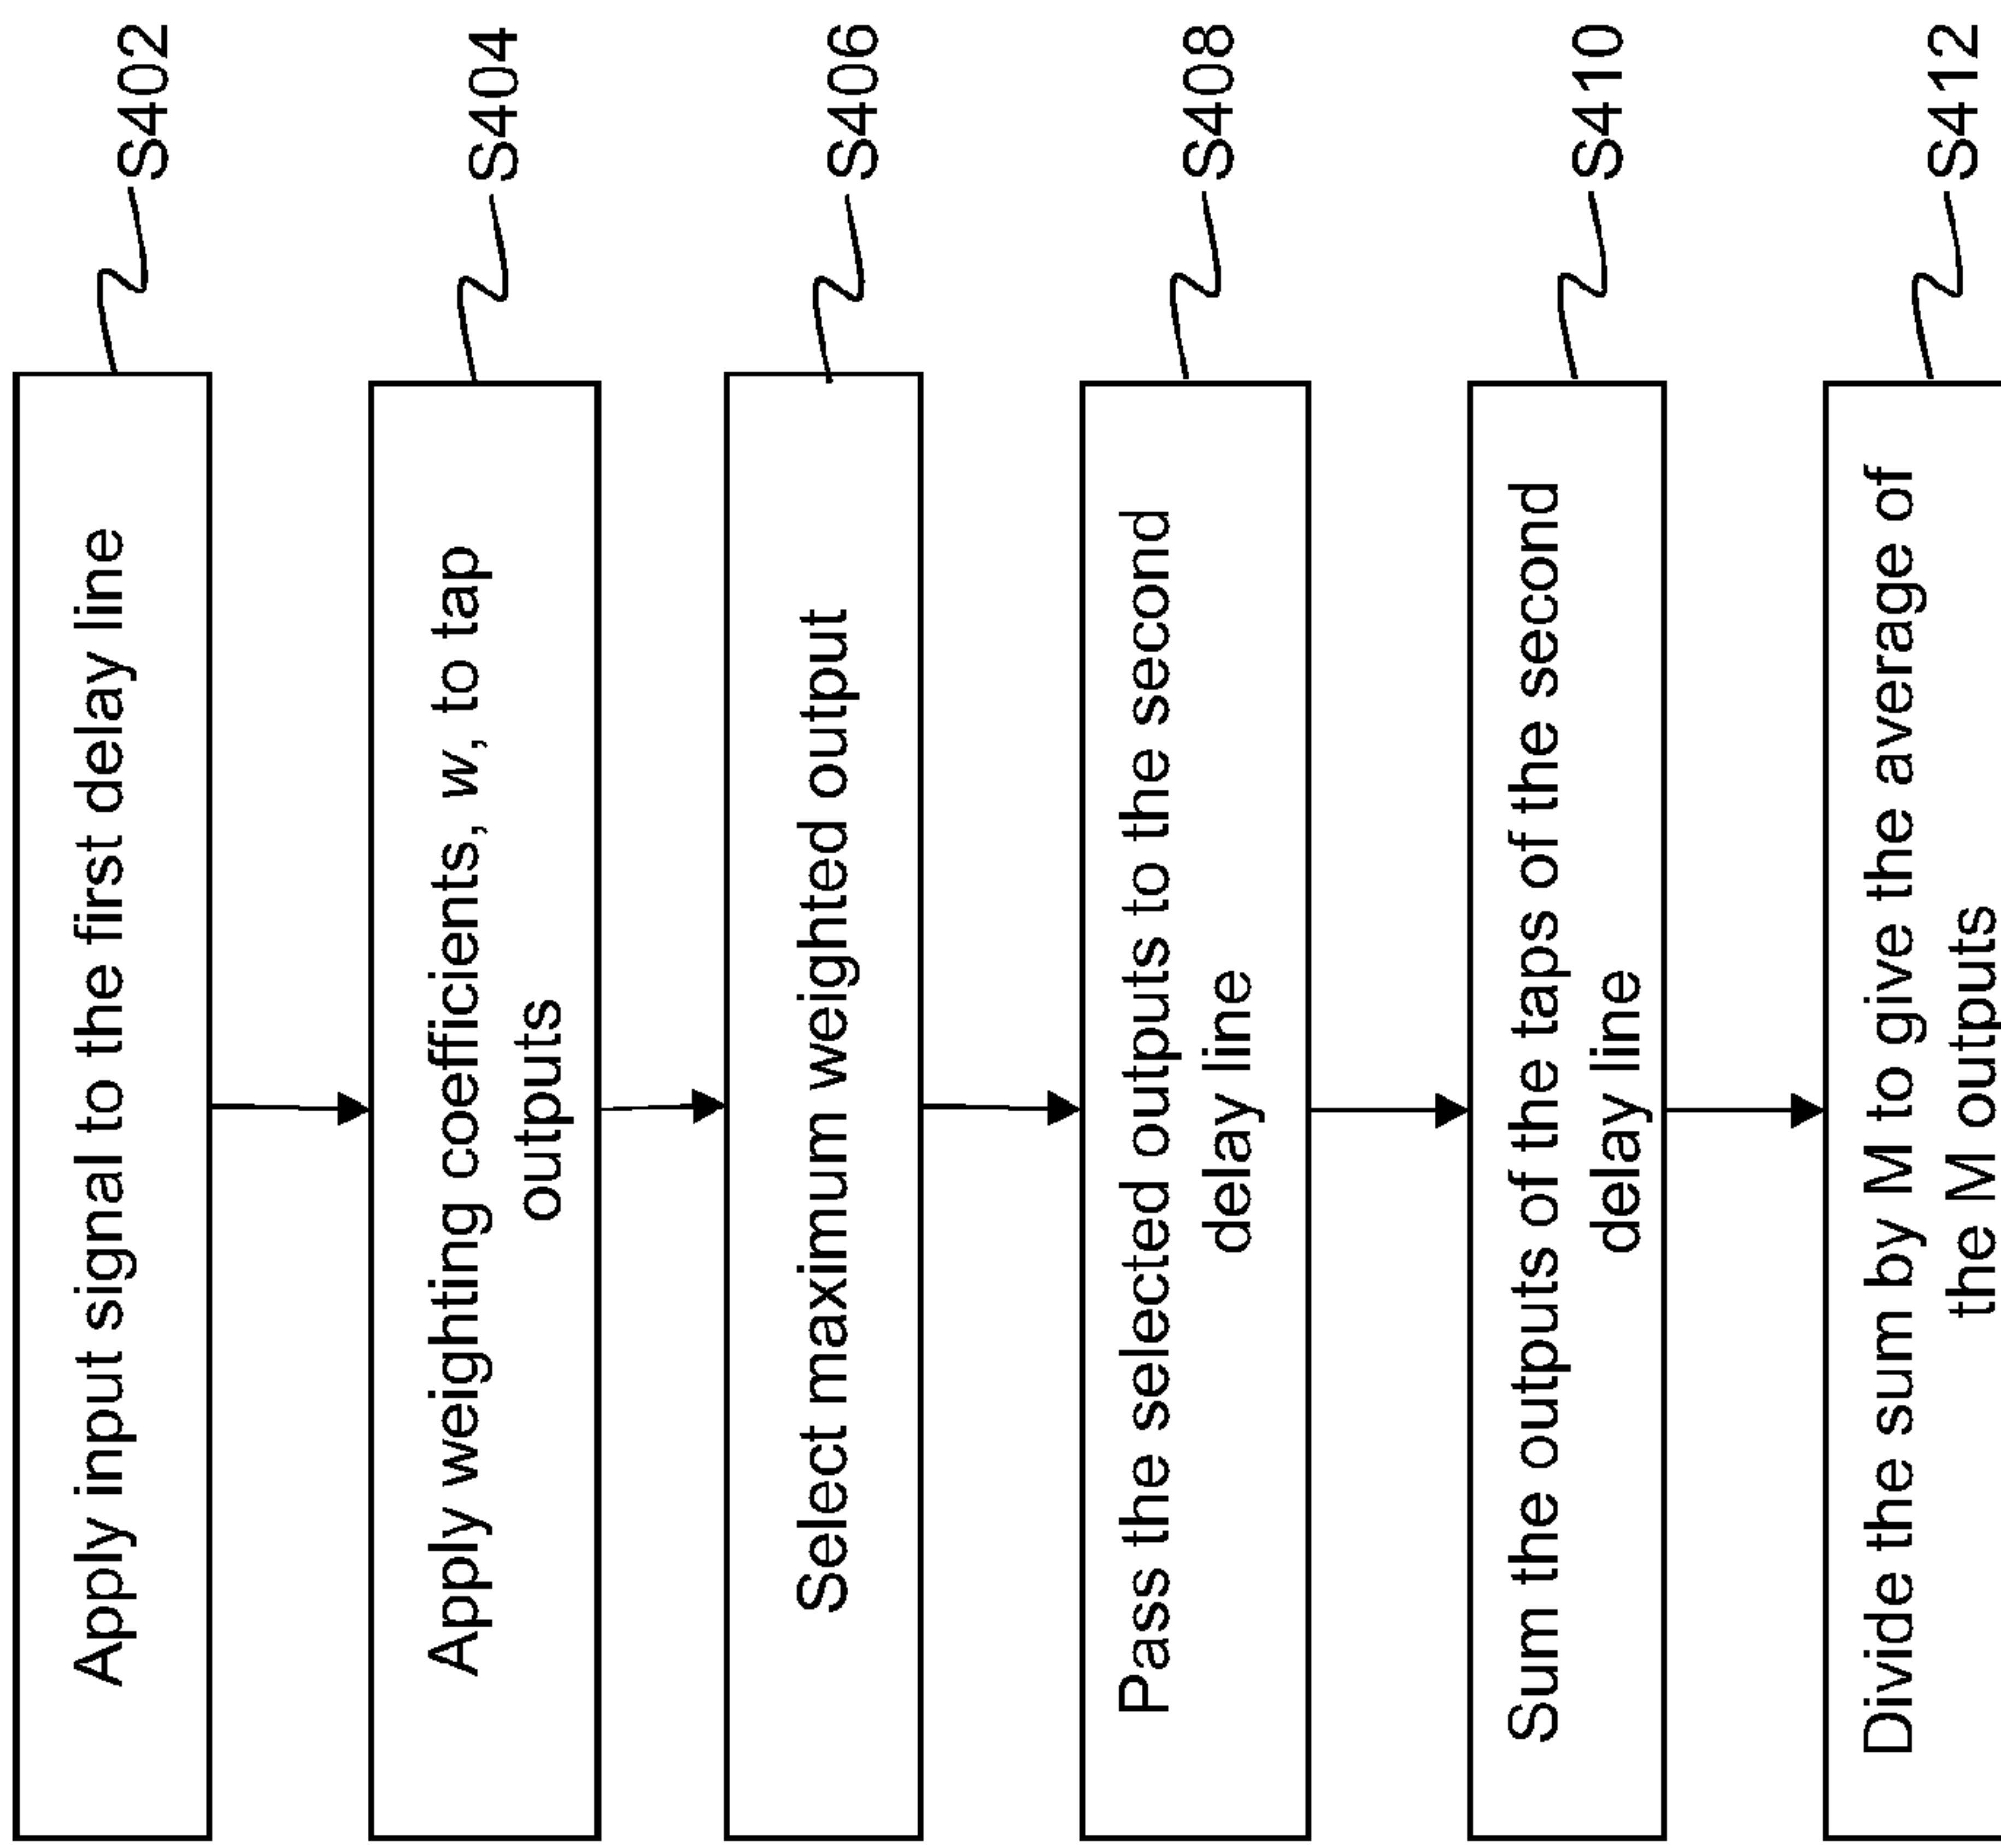 Apply input signal to the first delay line
S402
Apply weighting coefficients, w, to tap
outputs
S404
Select maximum weighted output
S406
Pass the selected outputs to the second
delay line
S408
Sum the outputs of the taps of the second
delay line
S410
Divide the sum by M to give the average of
the M outputs
S412